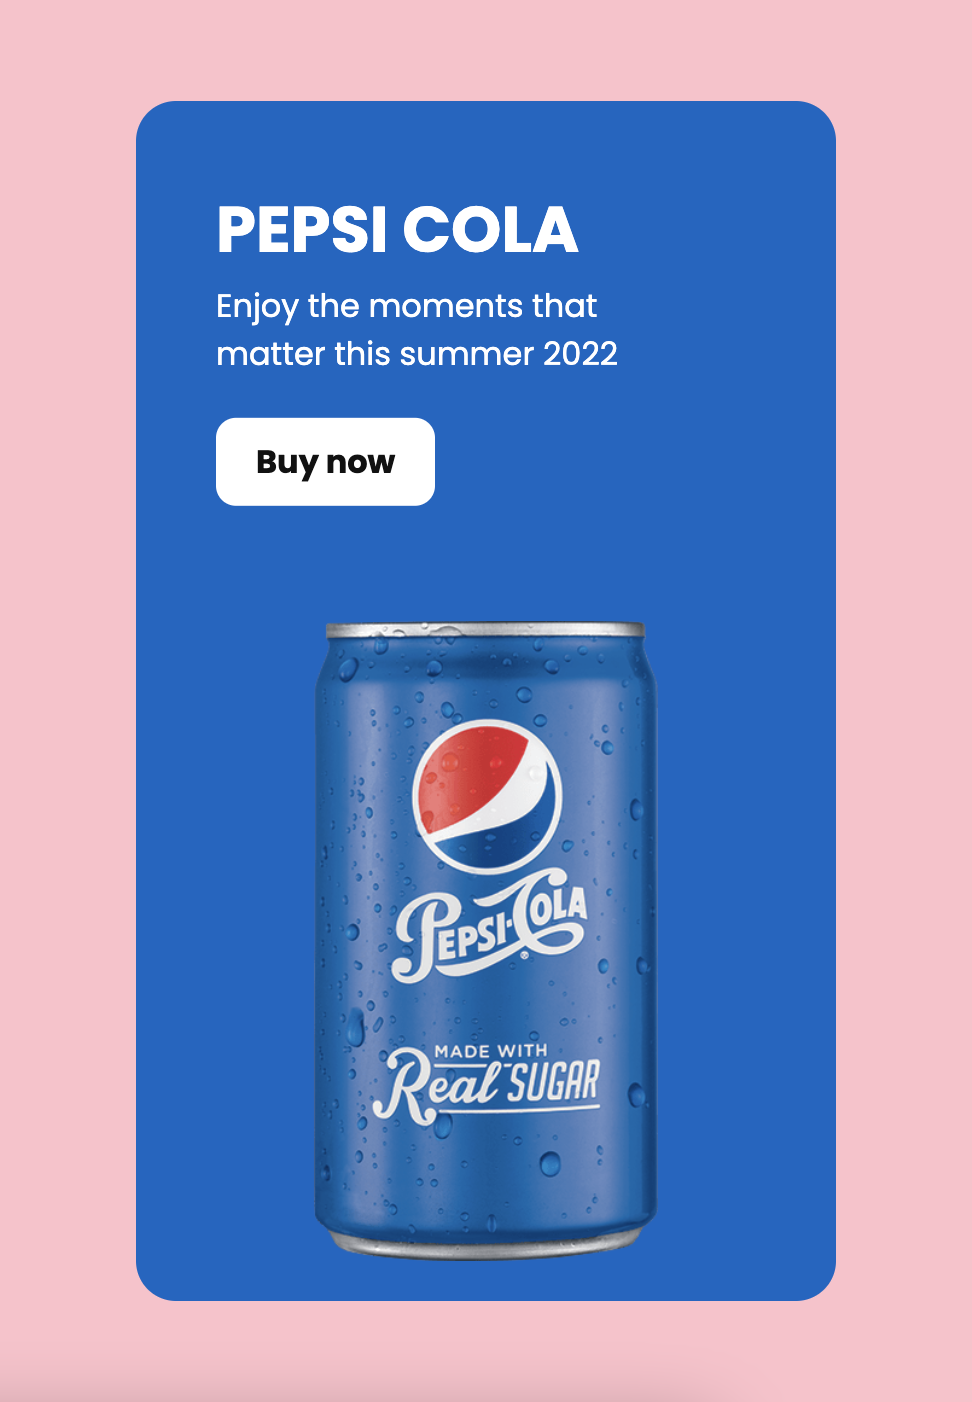 PEPSI COLA
Enjoy the moments that
matter this summer 2022
Buy now
PEPSI-COLA
MADE WITH
Real SUGAR